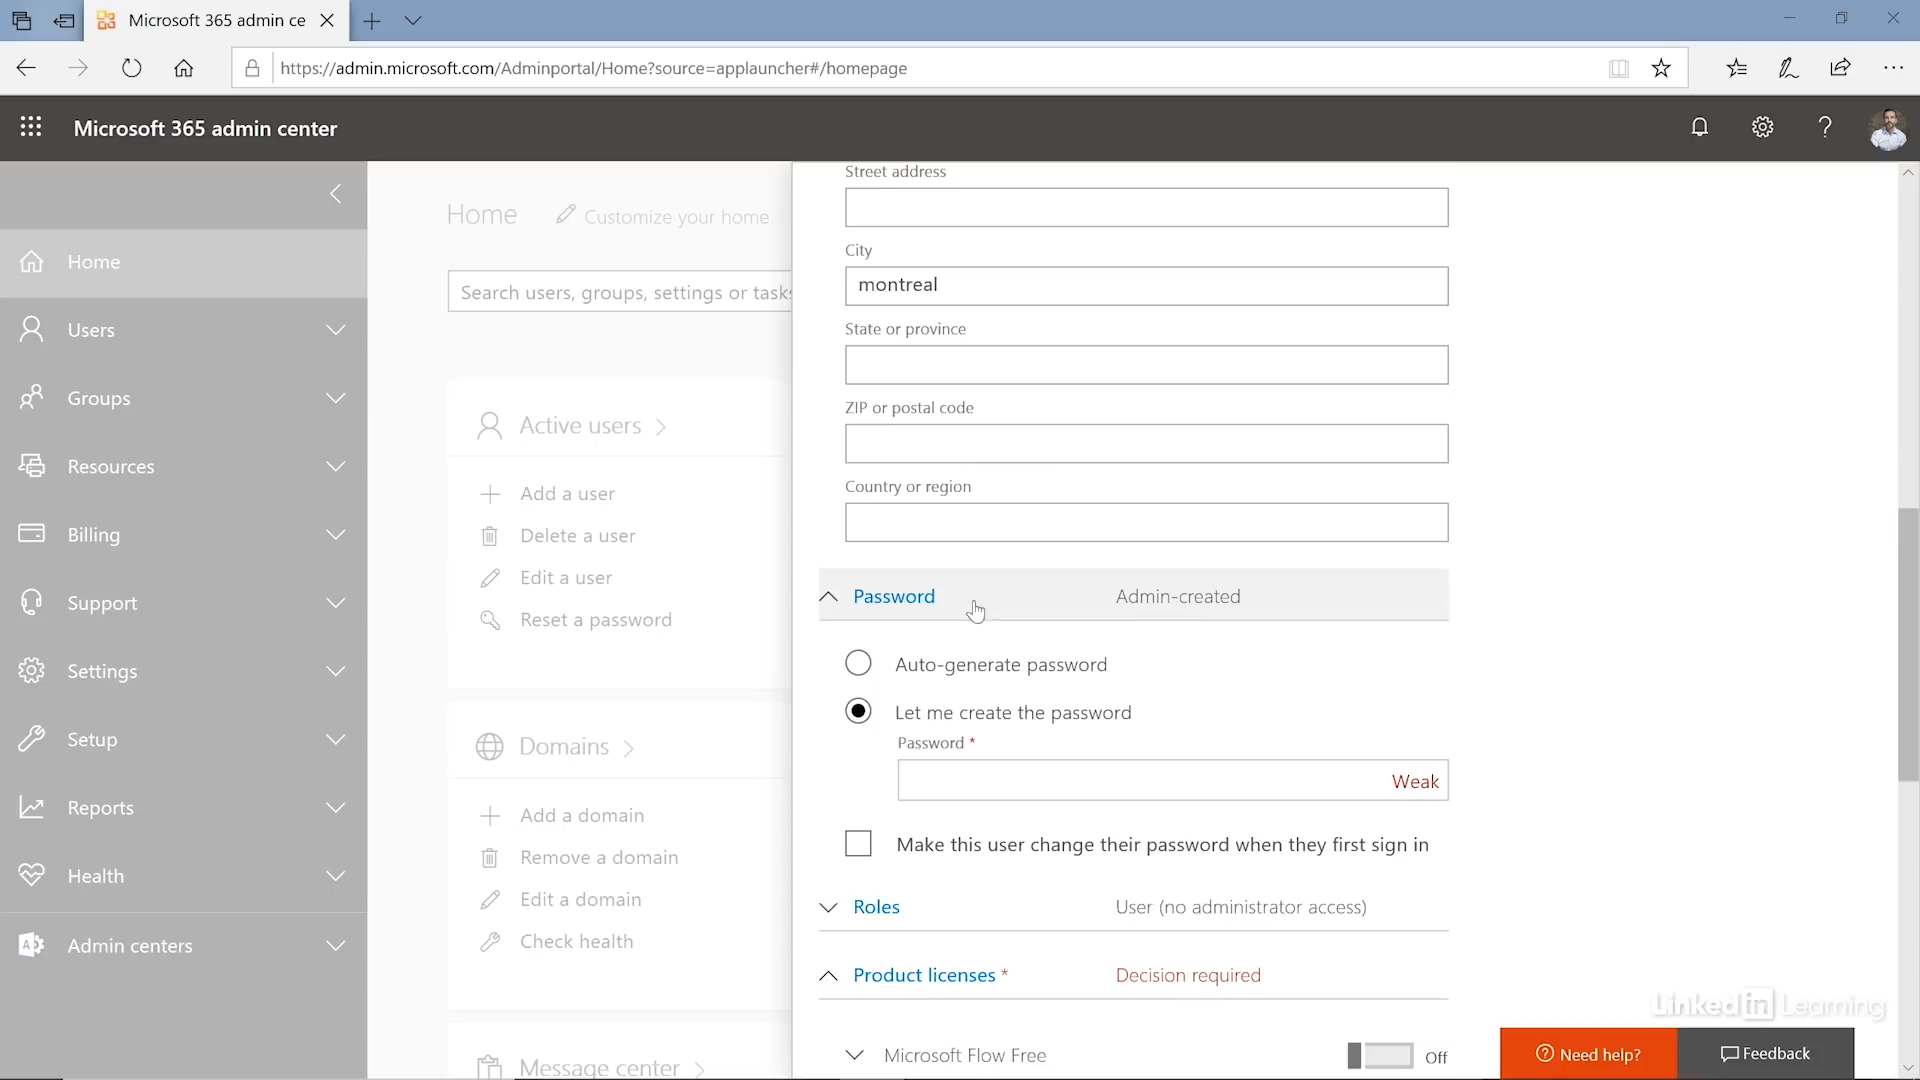 Microsoft 365 admin ce
https://admin.microsoft.com/Adminportal/Home?source=applauncher#/homepage
Microsoft 365 admin center
Home
Users
Groups
Resources
Billing
Support
Settings
Setup
Reports
Health
Admin centers
Home
Customize your home
Search users, groups, settings or tasks
Active users
Add a user
Delete a user
Edit a user
Reset a password
Domains
Add a domain
Remove a domain
Edit a domain
Check health
Message center
Street address
City
montreal
State or province
ZIP or postal code
Country or region
Password Admin-created
Auto-generate password
Let me create the password
Password *
Weak
Make this user change their password when they first sign in
Roles User (no administrator access)
Product licenses * Decision required
Microsoft Flow Free Off
Linked in Learning
Need help?
Feedback